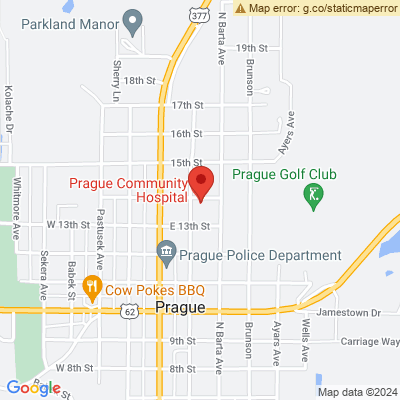 Map error: g.co/staticmaperror
Parkland Manor
377
N Barta Ave
19th St
Brunson
18th St
Sherry Ln
Kolache Dr
17th St
16th St
Ayers Ave
15th St
Prague Community
Hospital
Prague Golf Club
Whitmore Ave
Pastusek Ave
W 13th St
E 13th St
Sekera Ave
Babek St
Prague Police Department
Cow Pokes BBQ
62
Prague
Jamestown Dr
N Barta Ave
Brunson
Ayars Ave
Wells Ave
9th St
Carriage Way
W 8th St
8th St
Google
Map data ©2024